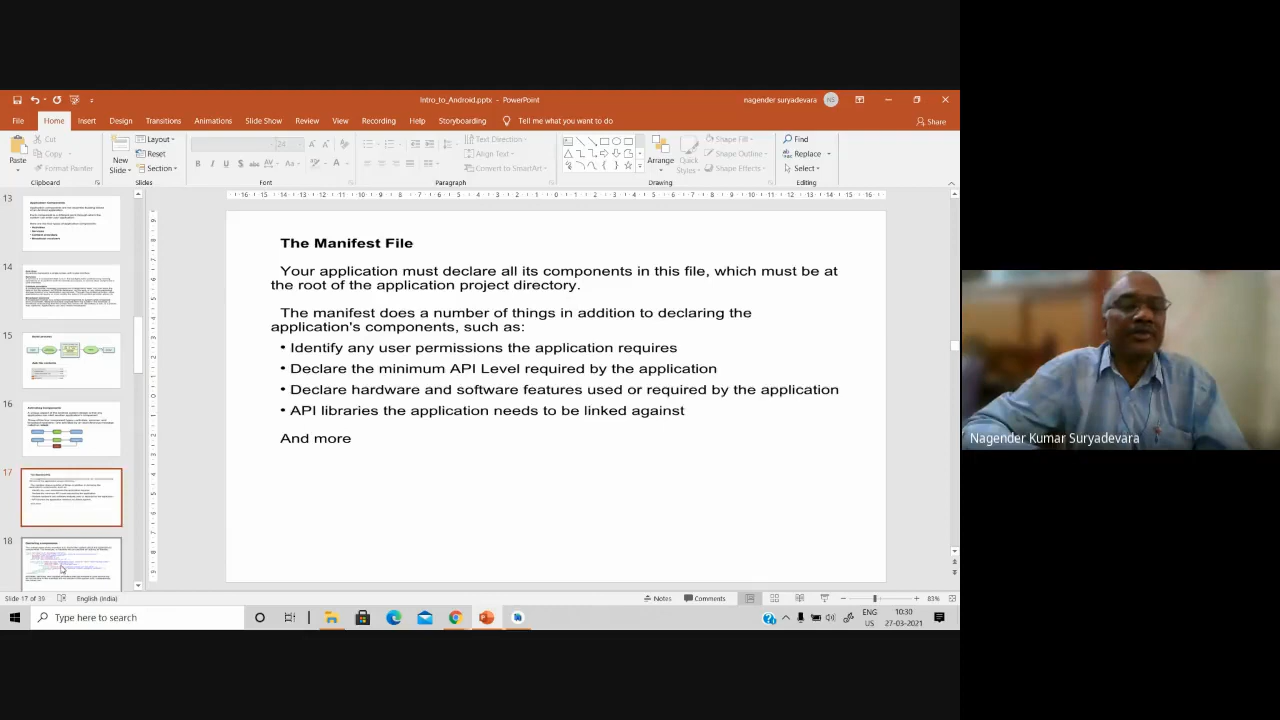 Intro_to_Android.pptx - PowerPoint
nagender suryadevara
NS
File Home Insert Design Transitions Animations Slide Show Review View Recording Help Storyboarding Tell me what you want to do
Share
Cut
Copy
Format Painter
Paste
Clipboard
New
Slide
Layout
Reset
Section
Slides
24
Font
Text Direction
Align Text
Convert to SmartArt
Paragraph
Arrange
Quick
Styles
Shape Fill
Shape Outline
Shape Effects
Drawing
Find
Replace
Select
Editing
13
14
15
16
17
18
The Manifest File
Your application must declare all its components in this file, which must be at
the root of the application project directory.
The manifest does a number of things in addition to declaring the
application's components, such as:
• Identify any user permissions the application requires
• Declare the minimum API Level required by the application
• Declare hardware and software features used or required by the application
• API libraries the application needs to be linked against
And more
Nagender Kumar Suryadevara
Slide 17 of 39
English (India)
Notes
Comments
83%
Type here to search
ENG
US
10:30
27-03-2021